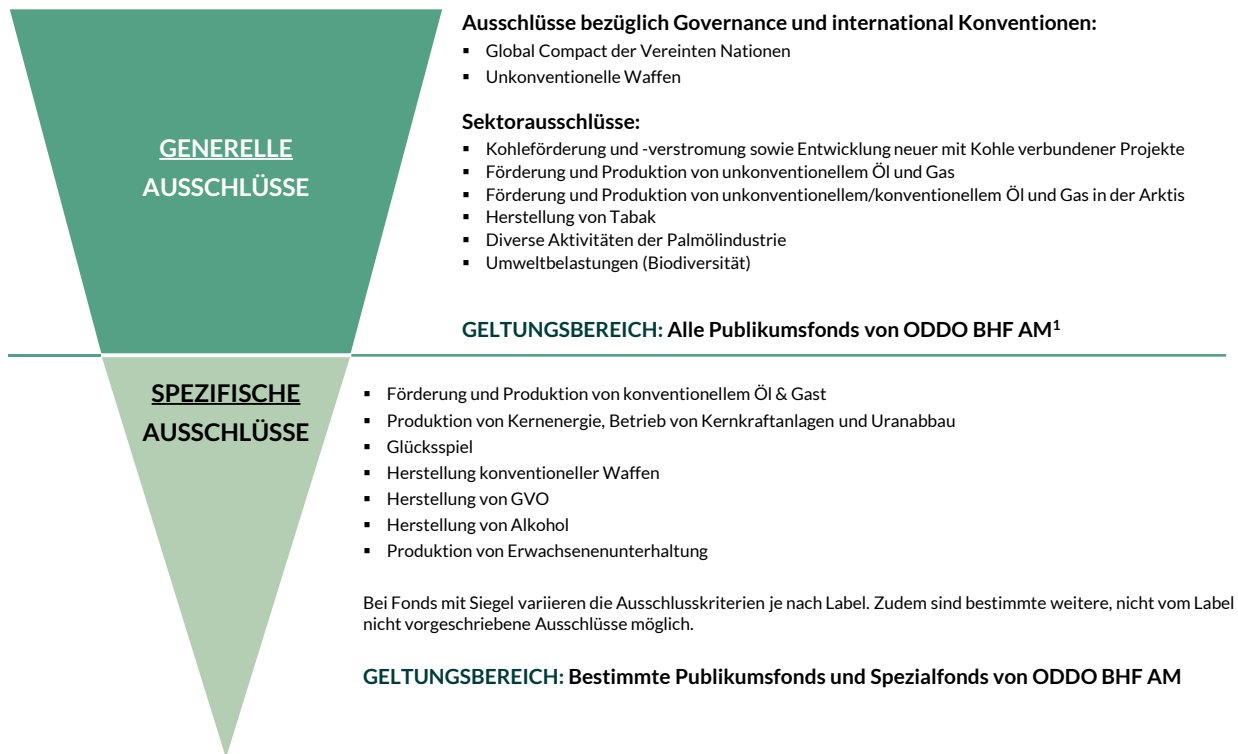 Ausschlüsse bezüglich Governance und international Konventionen:
▪ Global Compact der Vereinten Nationen
▪ Unkonventionelle Waffen
Sektorausschlüsse:
▪ Kohleförderung und -verstromung sowie Entwicklung neuer mit Kohle verbundener Projekte
▪ Förderung und Produktion von unkonventionellem Öl und Gas
▪ Förderung und Produktion von unkonventionellem/konventionellem Öl und Gas in der Arktis
▪ Herstellung von Tabak
▪ Diverse Aktivitäten der Palmölindustrie
▪ Umweltbelastungen (Biodiversität)
GENERELLE
AUSSCHLÜSSE
GELTUNGSBEREICH: Alle Publikumsfonds von ODDO BHF AM¹
SPEZIFISCHE
AUSSCHLÜSSE
▪ Förderung und Produktion von konventionellem Öl & Gast
▪ Produktion von Kernenergie, Betrieb von Kernkraftanlagen und Uranabbau
▪ Glücksspiel
▪ Herstellung konventioneller Waffen
▪ Herstellung von GVO
▪ Herstellung von Alkohol
▪ Produktion von Erwachsenenunterhaltung
Bei Fonds mit Siegel variieren die Ausschlusskriterien je nach Label. Zudem sind bestimmte weitere, nicht vom Label
nicht vorgeschriebene Ausschlüsse möglich.
GELTUNGSBEREICH: Bestimmte Publikumsfonds und Spezialfonds von ODDO BHF AM